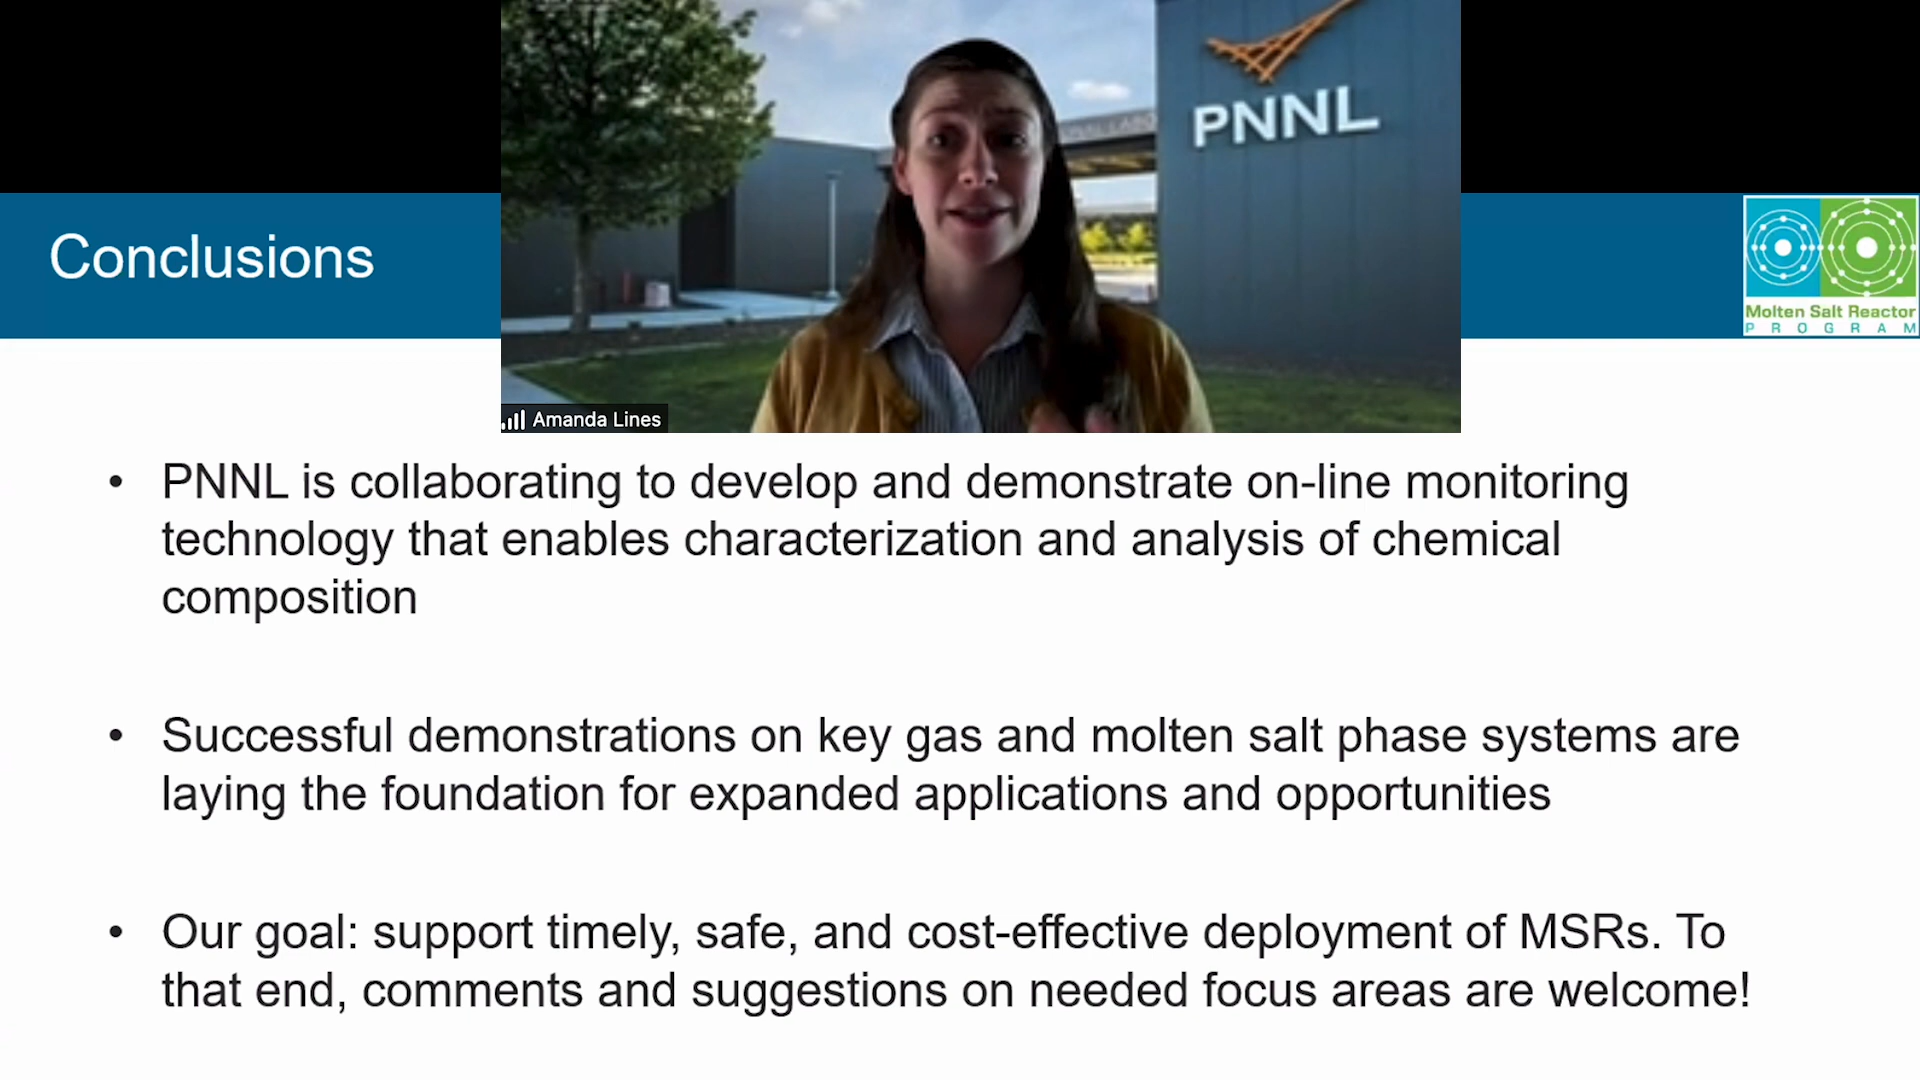 PNNL
Conclusions
Molten Salt Reactor
PROGRAM
Amanda Lines
• PNNL is collaborating to develop and demonstrate on-line monitoring
technology that enables characterization and analysis of chemical
composition
• Successful demonstrations on key gas and molten salt phase systems are
laying the foundation for expanded applications and opportunities
• Our goal: support timely, safe, and cost-effective deployment of MSRs. To
that end, comments and suggestions on needed focus areas are welcome!